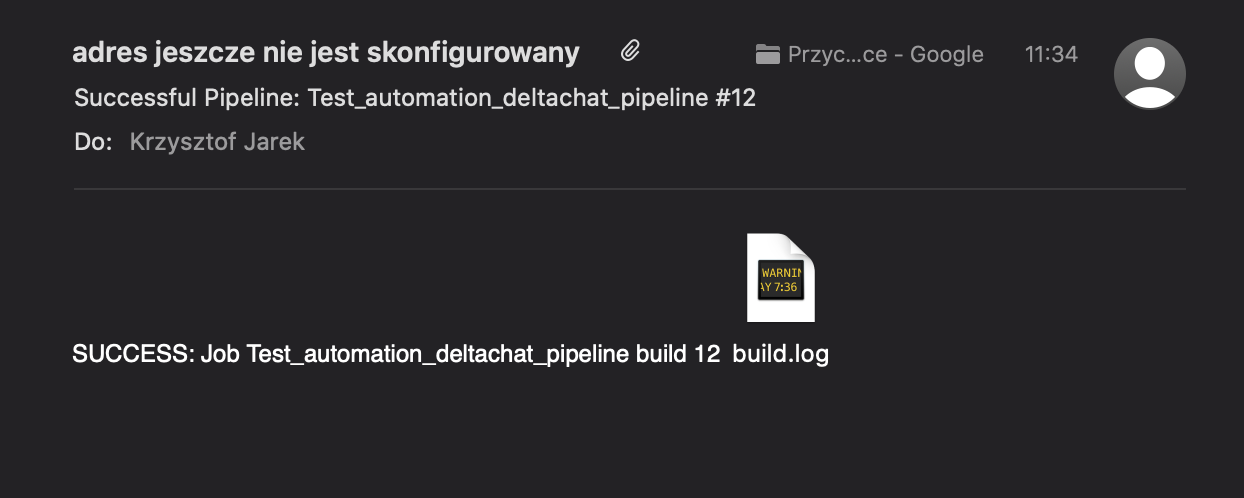 adres jeszcze nie jest skonfigurowany
Przyc...ce - Google
11:34
Successful Pipeline: Test_automation_deltachat_pipeline #12
Do: Krzysztof Jarek
WARNIN
AY 7:36
SUCCESS: Job Test_automation_deltachat_pipeline build 12 build.log